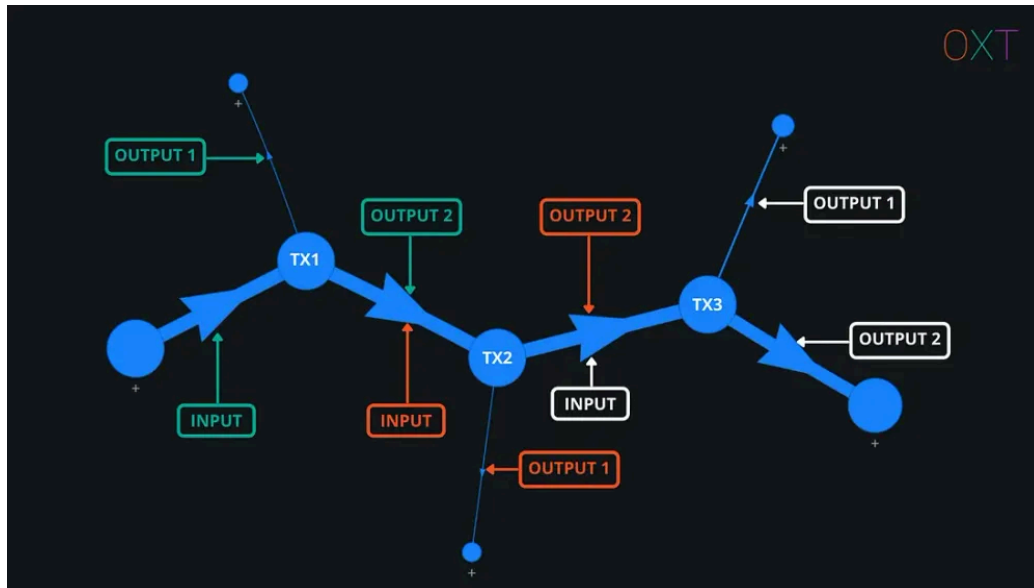 OXT
+
OUTPUT 1
+
OUTPUT 1
OUTPUT 2
OUTPUT 2
TX1
TX3
OUTPUT 2
TX2
+
INPUT
INPUT
INPUT
+
OUTPUT 1
+